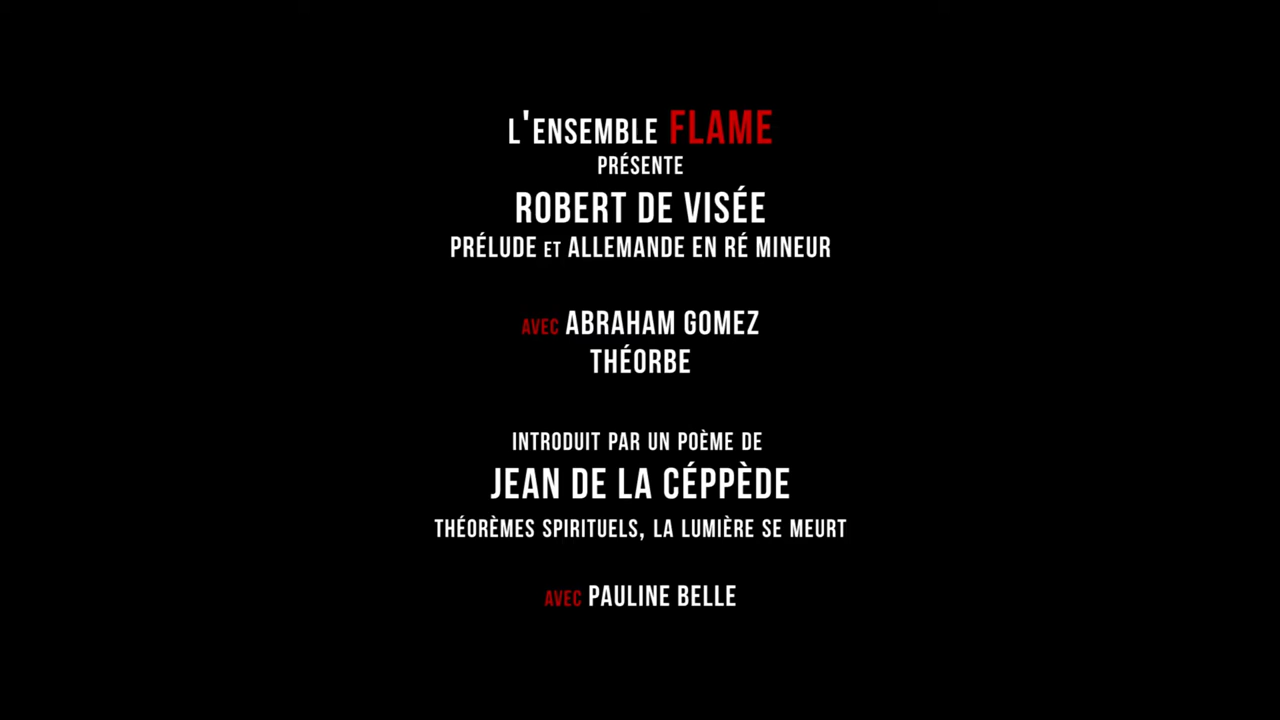 L'ENSEMBLE FLAME
PRÉSENTE
ROBERT DE VISÉE
PRÉLUDE ET ALLEMANDE EN RÉ MINEUR
AVEC ABRAHAM GOMEZ
THÉORBE
INTRODUIT PAR UN POÈME DE
JEAN DE LA CÉPPÈDE
THÉORÈMES SPIRITUELS, LA LUMIÈRE SE MEURT
AVEC PAULINE BELLE